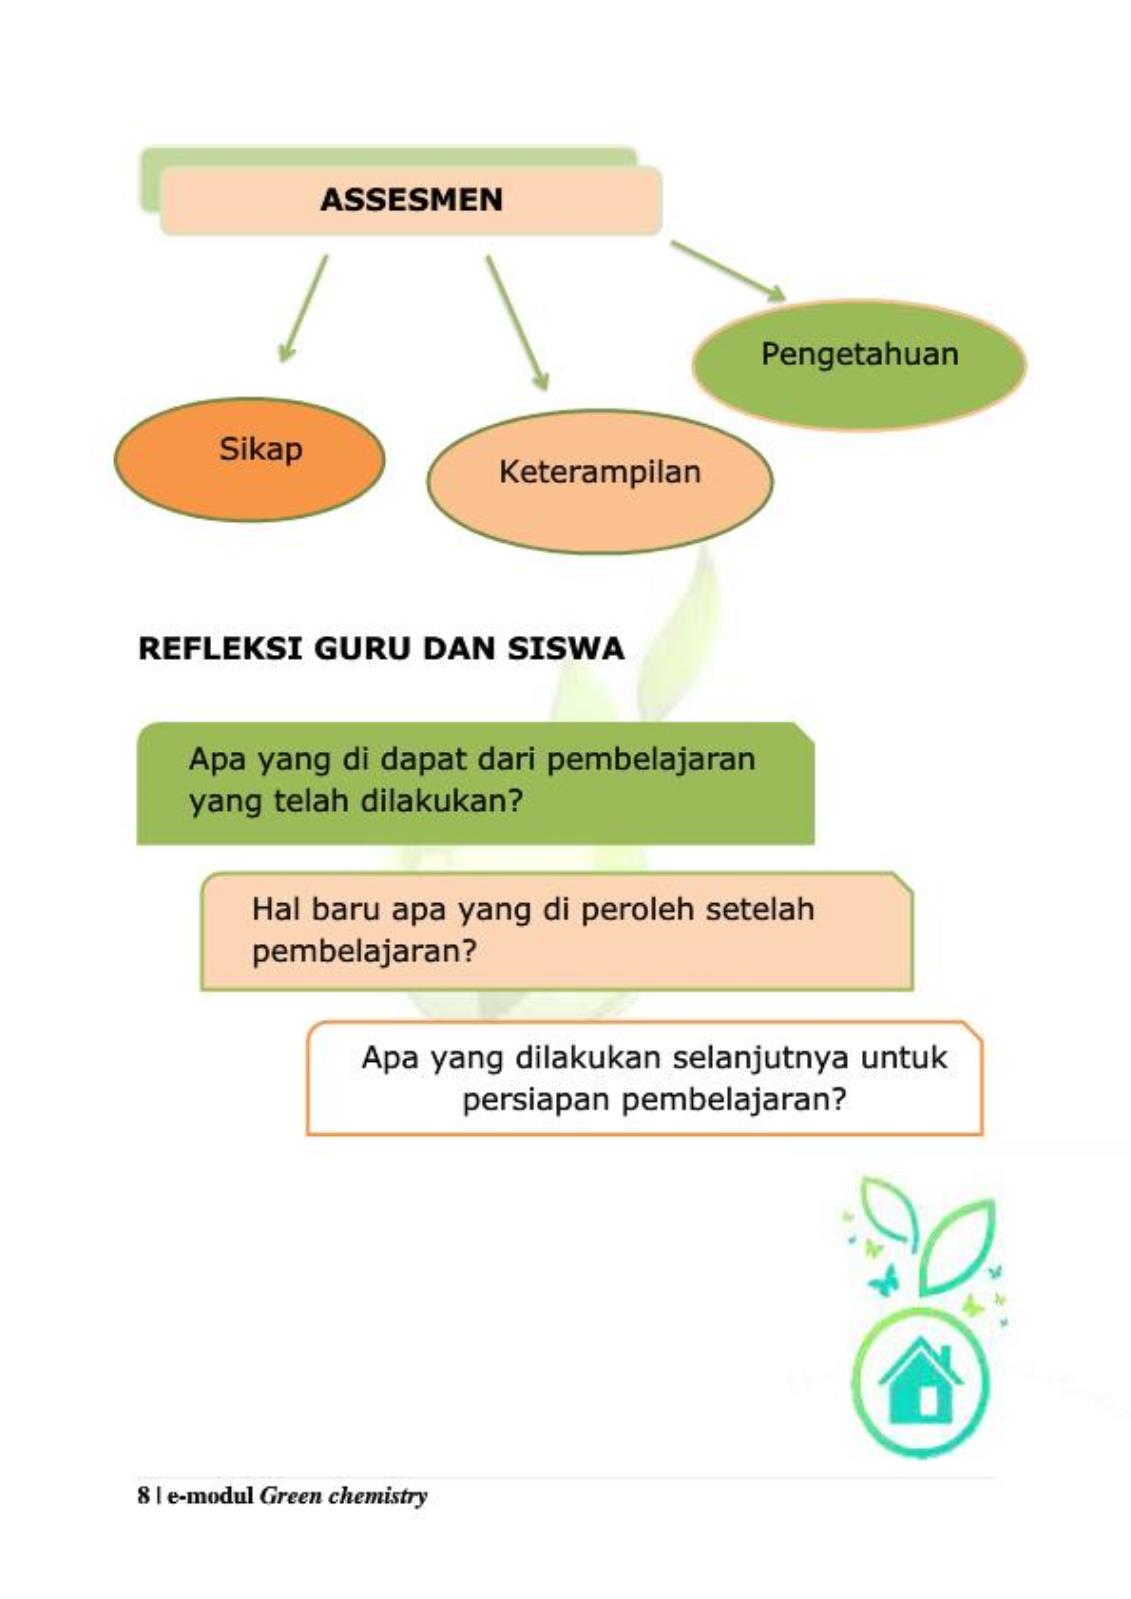 ASSESMEN
Pengetahuan
Sikap
Keterampilan
REFLEKSI GURU DAN SISWA
Apa yang di dapat dari pembelajaran
yang telah dilakukan?
Hal baru apa yang di peroleh setelah
pembelajaran?
Apa yang dilakukan selanjutnya untuk
persiapan pembelajaran?
8 | e-modul Green chemistry